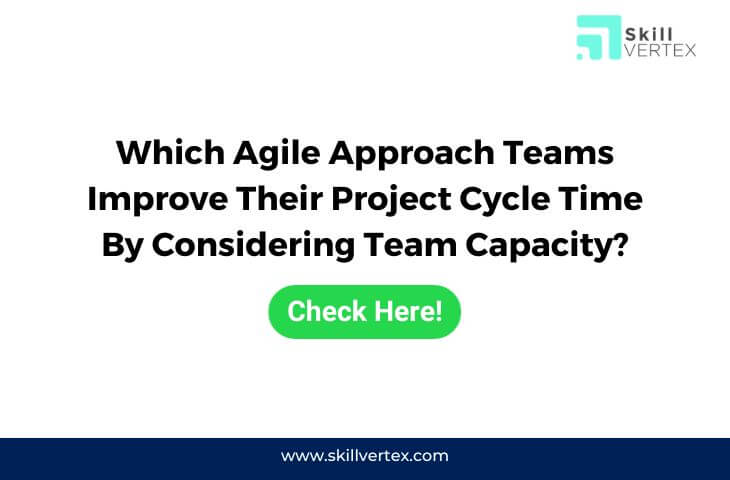 Skill
VERTEX
Which Agile Approach Teams
Improve Their Project Cycle Time
By Considering Team Capacity?
Check Here!
www.skillvertex.com